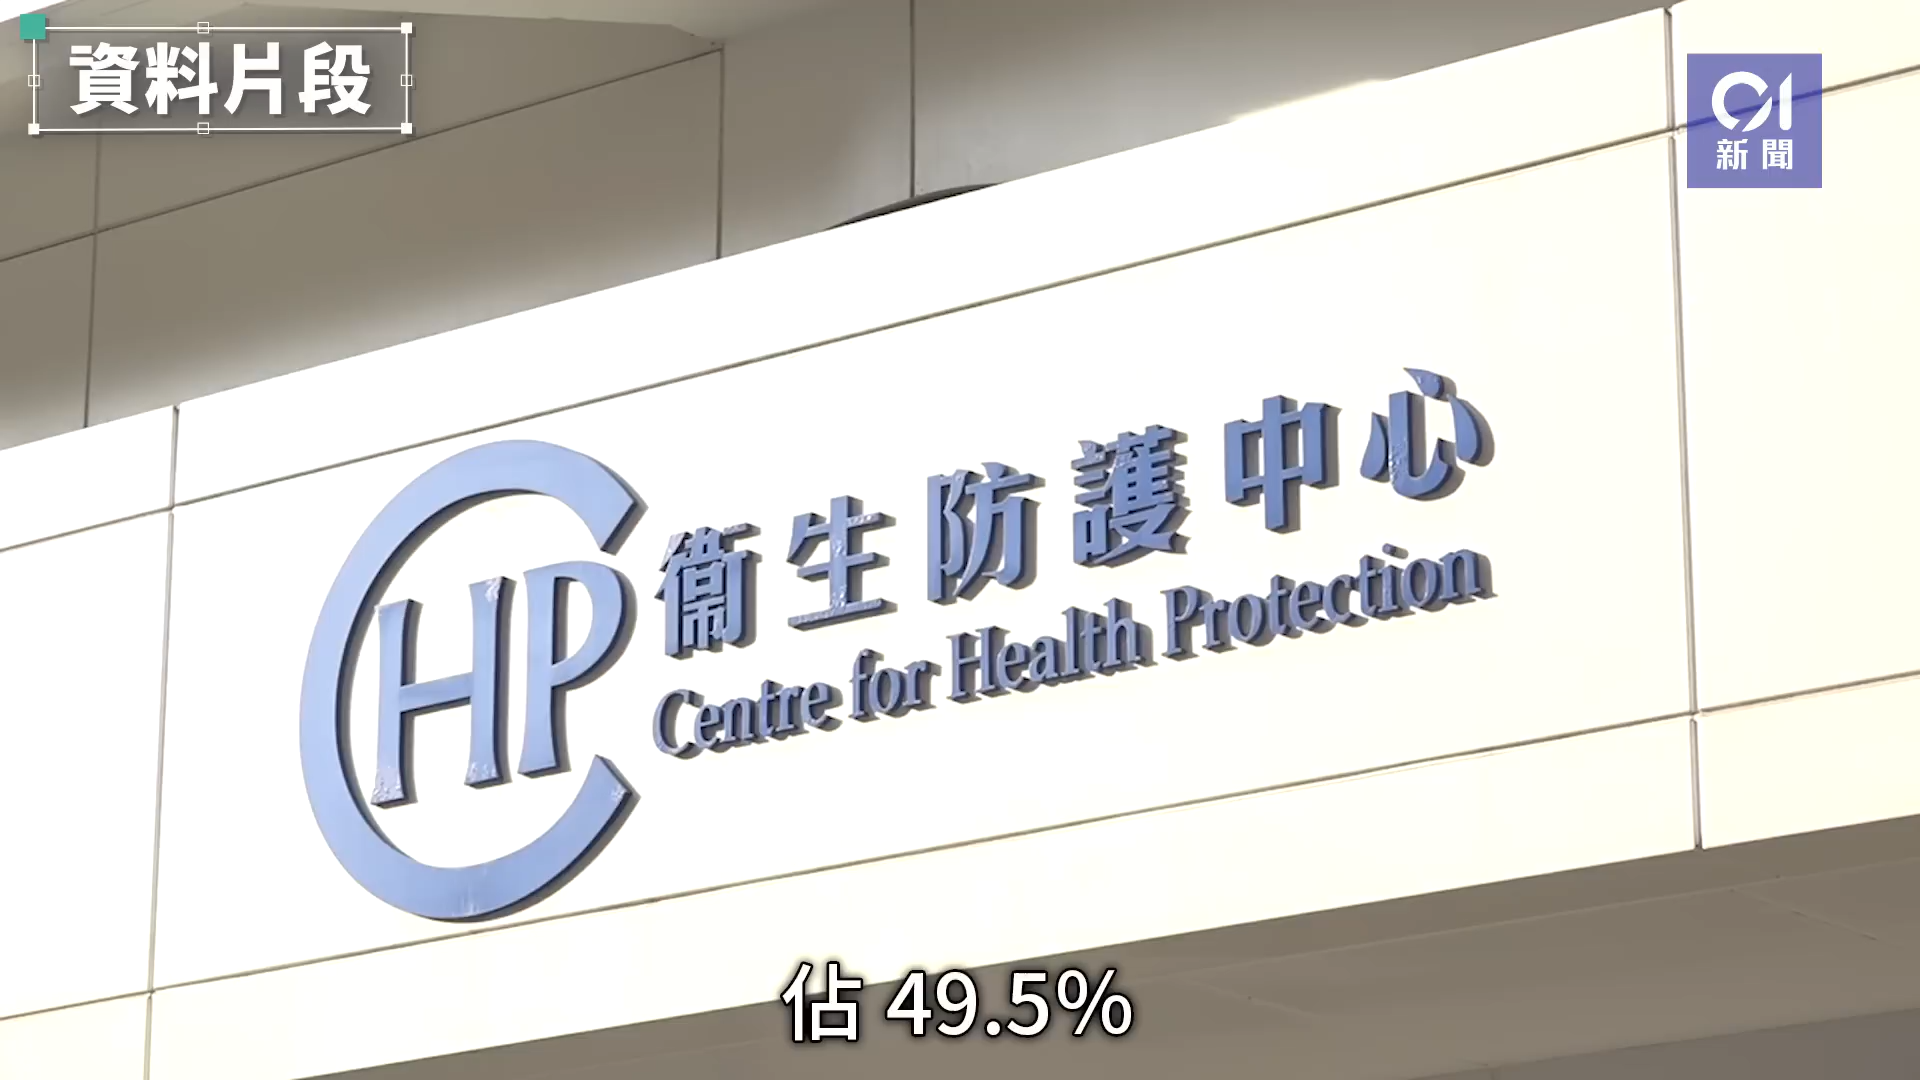 資料片段
01
新聞
CHP
衞生防護中心
Centre for Health Protection
佔 49.5%